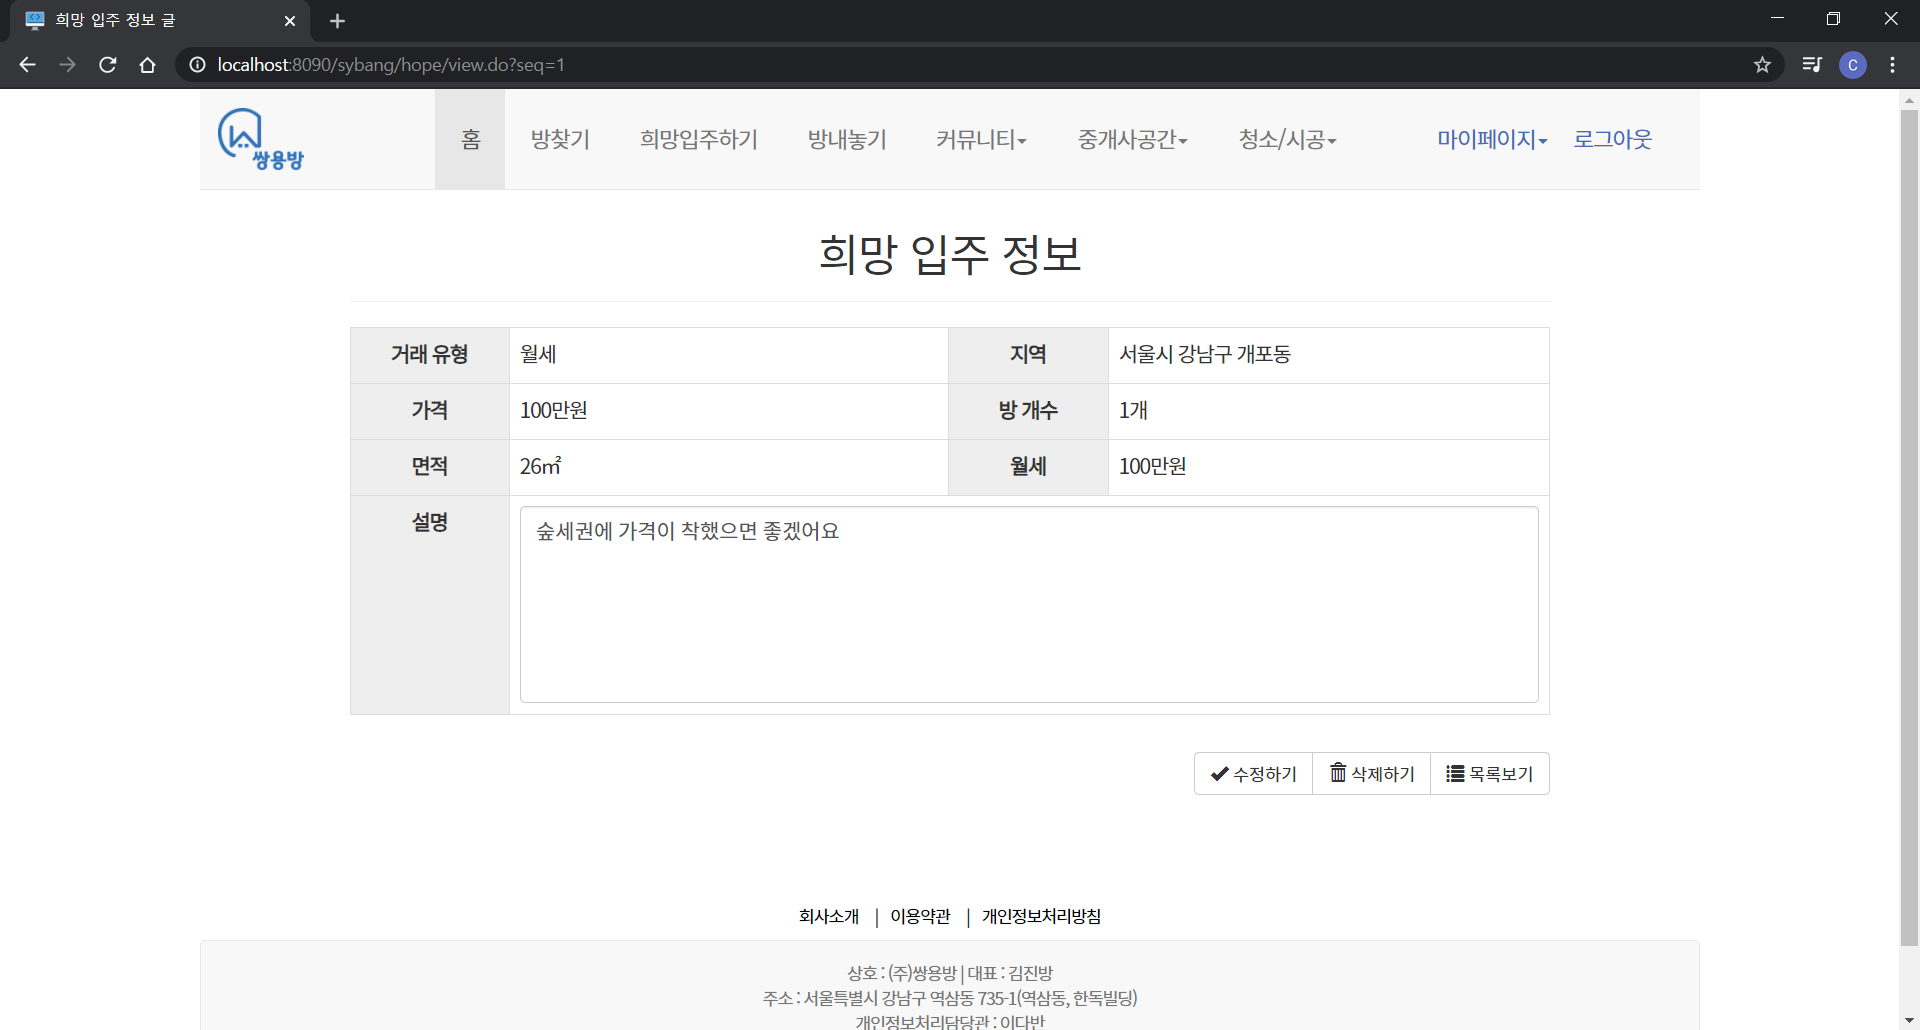 희망 입주 정보 글
localhost:8090/sybang/hope/view.do?seq=1
C
쌍용방
홈 방찾기 희망입주하기 방내놓기 커뮤니티 중개사공간 청소/시공 마이페이지 로그아웃
희망 입주 정보
거래 유형 월세 지역 서울시 강남구 개포동
가격 100만원 방 개수 1개
면적 26㎡ 월세 100만원
설명 숲세권에 가격이 착했으면 좋겠어요
수정하기 삭제하기 목록보기
회사소개 | 이용약관 | 개인정보처리방침
상호 : (주)쌍용방 | 대표 : 김진방
주소 : 서울특별시 강남구 역삼동 735-1(역삼동, 한독빌딩)
개인정보처리담당관 : 이다반